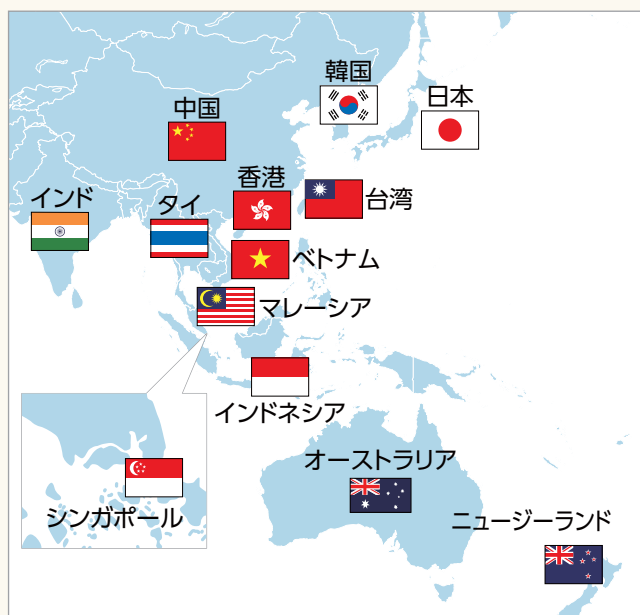 韓国
日本
中国
香港
台湾
インド
タイ
ベトナム
マレーシア
インドネシア
シンガポール
オーストラリア
ニュージーランド